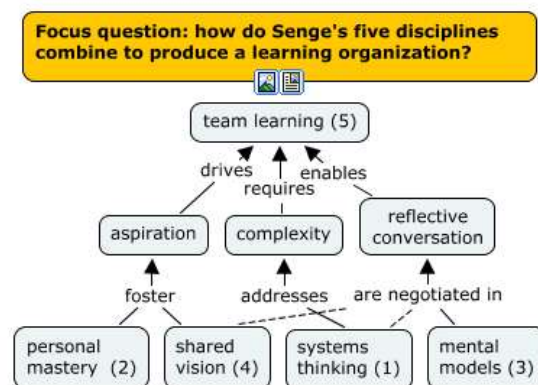 Focus question: how do Senge's five disciplines
combine to produce a learning organization?
team learning (5)
drives
requires
enables
aspiration
complexity
reflective
conversation
foster
addresses
are negotiated in
personal
mastery (2)
shared
vision (4)
systems
thinking (1)
mental
models (3)